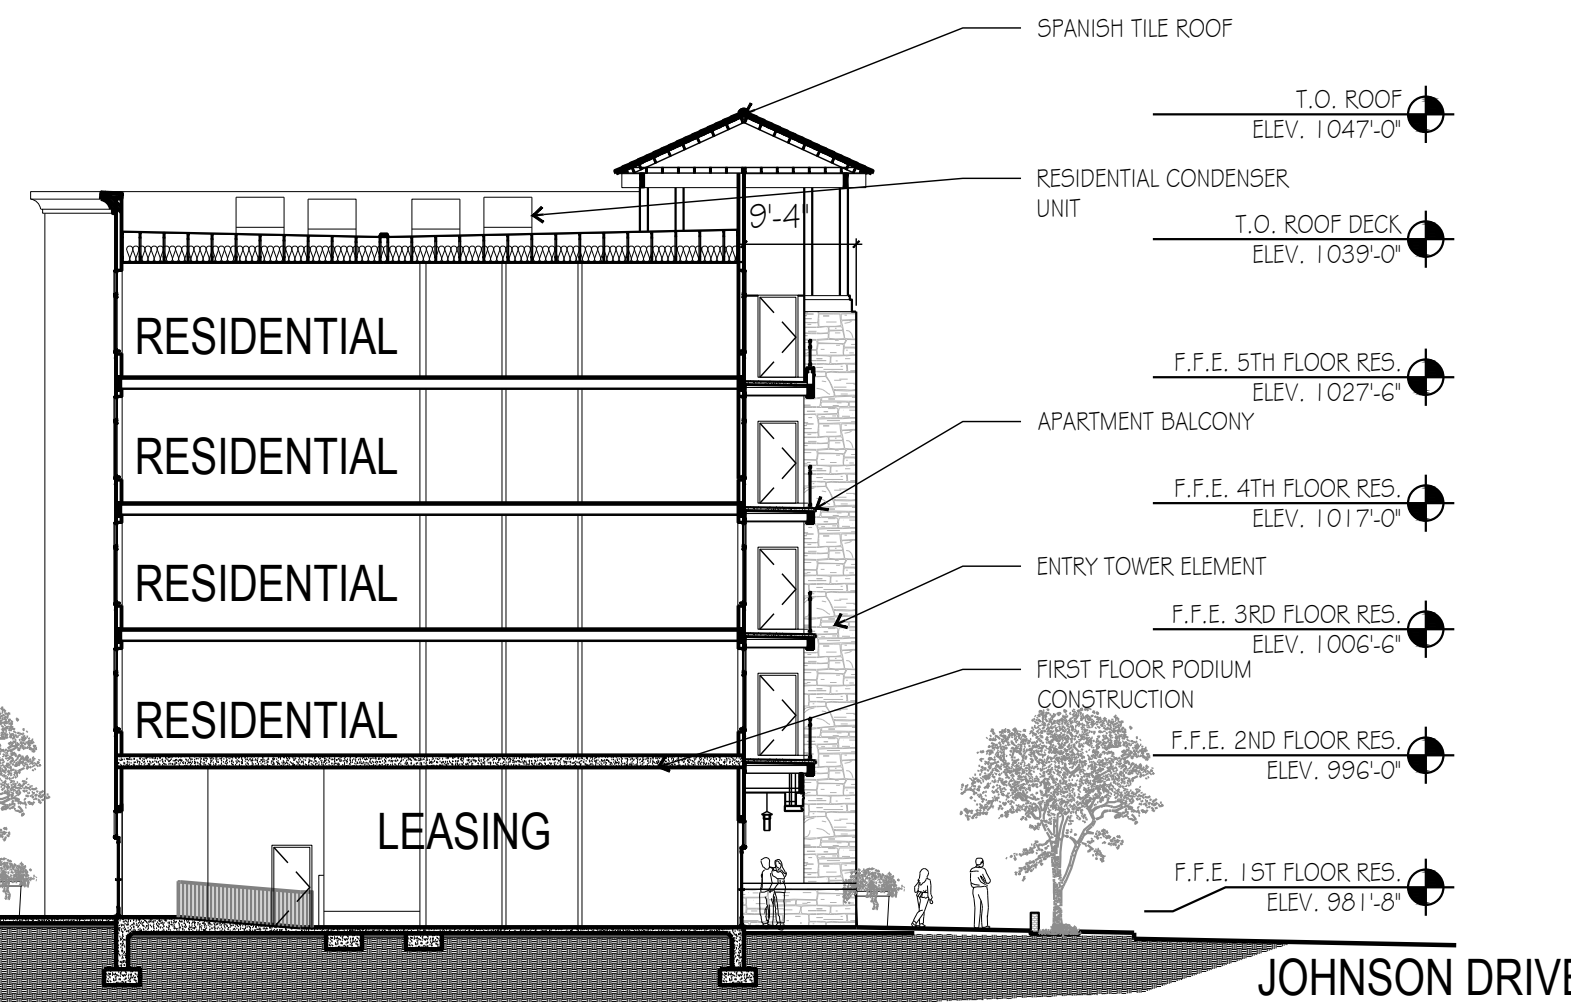 SPANISH TILE ROOF
T.O. ROOF
ELEV. 1047'-0"
RESIDENTIAL CONDENSER
UNIT
9'-4"
T.O. ROOF DECK
ELEV. 1039'-0"
RESIDENTIAL
F.F.E. 5TH FLOOR RES.
ELEV. 1027'-6"
APARTMENT BALCONY
RESIDENTIAL
F.F.E. 4TH FLOOR RES.
ELEV. 1017'-0"
ENTRY TOWER ELEMENT
RESIDENTIAL
F.F.E. 3RD FLOOR RES.
ELEV. 1006'-6"
FIRST FLOOR PODIUM
CONSTRUCTION
RESIDENTIAL
F.F.E. 2ND FLOOR RES.
ELEV. 996'-0"
LEASING
F.F.E. 1ST FLOOR RES.
ELEV. 981'-8"
JOHNSON DRIVE